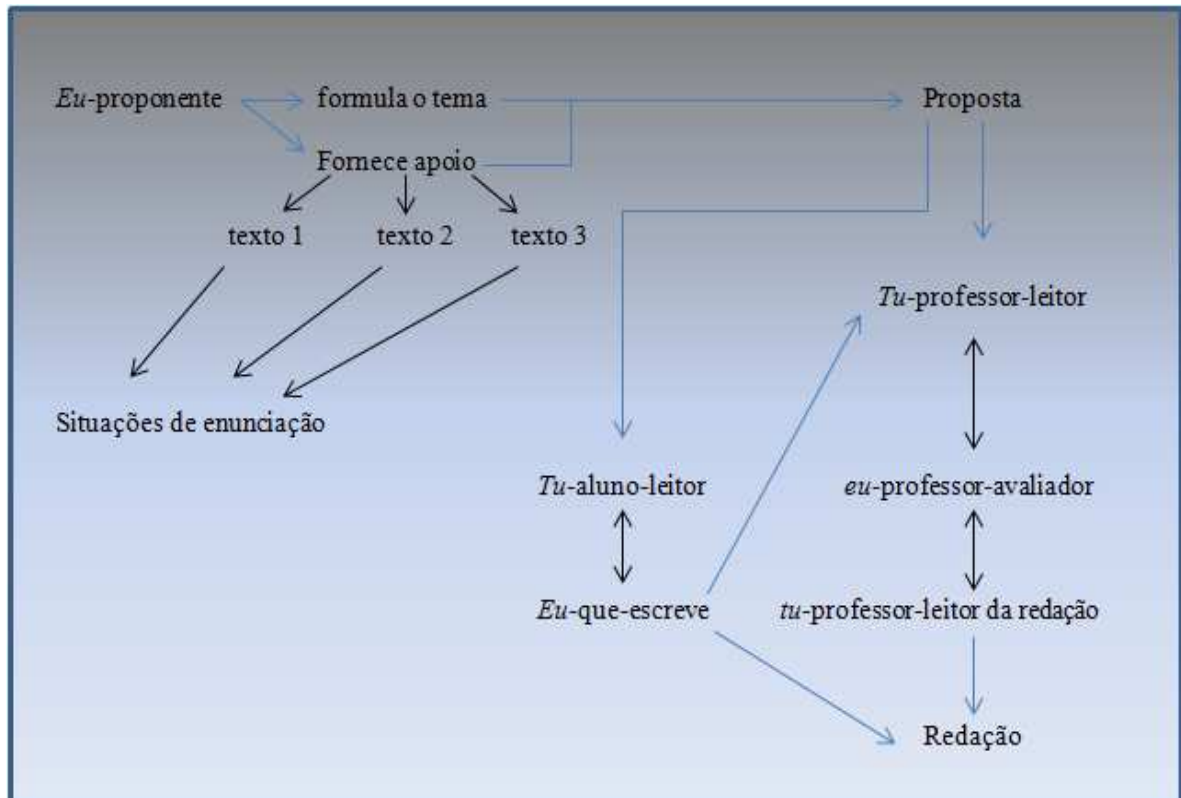 Eu-proponente formula o tema Proposta
Fornece apoio
texto 1 texto 2 texto 3
Tu-professor-leitor
Situações de enunciação
Tu-aluno-leitor eu-professor-avaliador
Eu-que-escreve tu-professor-leitor da redação
Redação